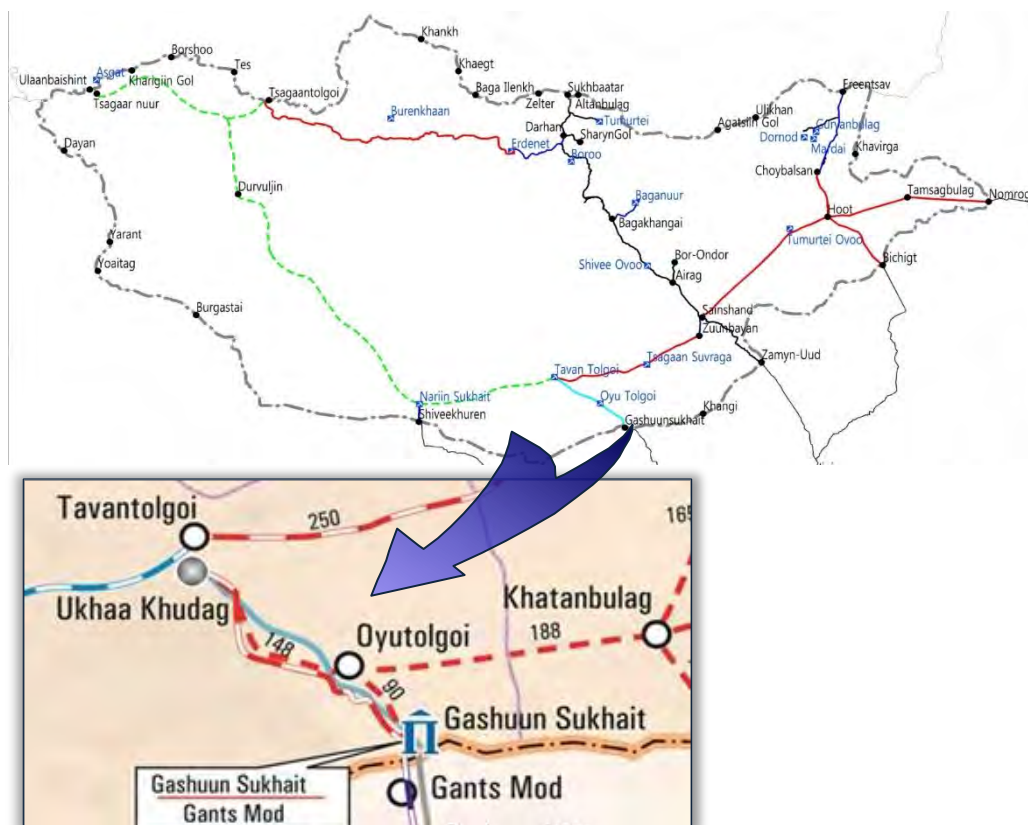 Khankh
Borshoo
Khaegt
Tes
Asgat
Ulaanbaishint
Khargiin Gol
Tsagaar nuur
Tsagaantolgoi
Baga Ilenkh
Sukhbaatar
Zelter
Altanbulag
Ereentsav
Ulikhan
Burenkhaan
Tumurtei
Agatsiin Gol
Gurvanbulag
Dornod
Mardai
Darhan
SharynGol
Dayan
Erdenet
Boroo
Khavirga
Choybalsan
Durvuljin
Baganuur
Tamsagbulag
Nomrog
Bagakhangai
Hoot
Yarant
Tumurtei Ovoo
Yoaitag
Shivee Ovoo
Bor-Ondor
Airag
Bichigt
Burgastai
Sainshand
Zuunbayan
Tsagaan Suvraga
Zamyn-Uud
Tavan Tolgoi
Nariin Sukhait
Oyu Tolgoi
Shiveekhuren
Khangi
Gashuunsukhait
Tavantolgoi
250
165
Ukhaa Khudag
Khatanbulag
148
Oyutolgoi
188
90
Gashuun Sukhait
Gashuun Sukhait
Gants Mod
Gants Mod